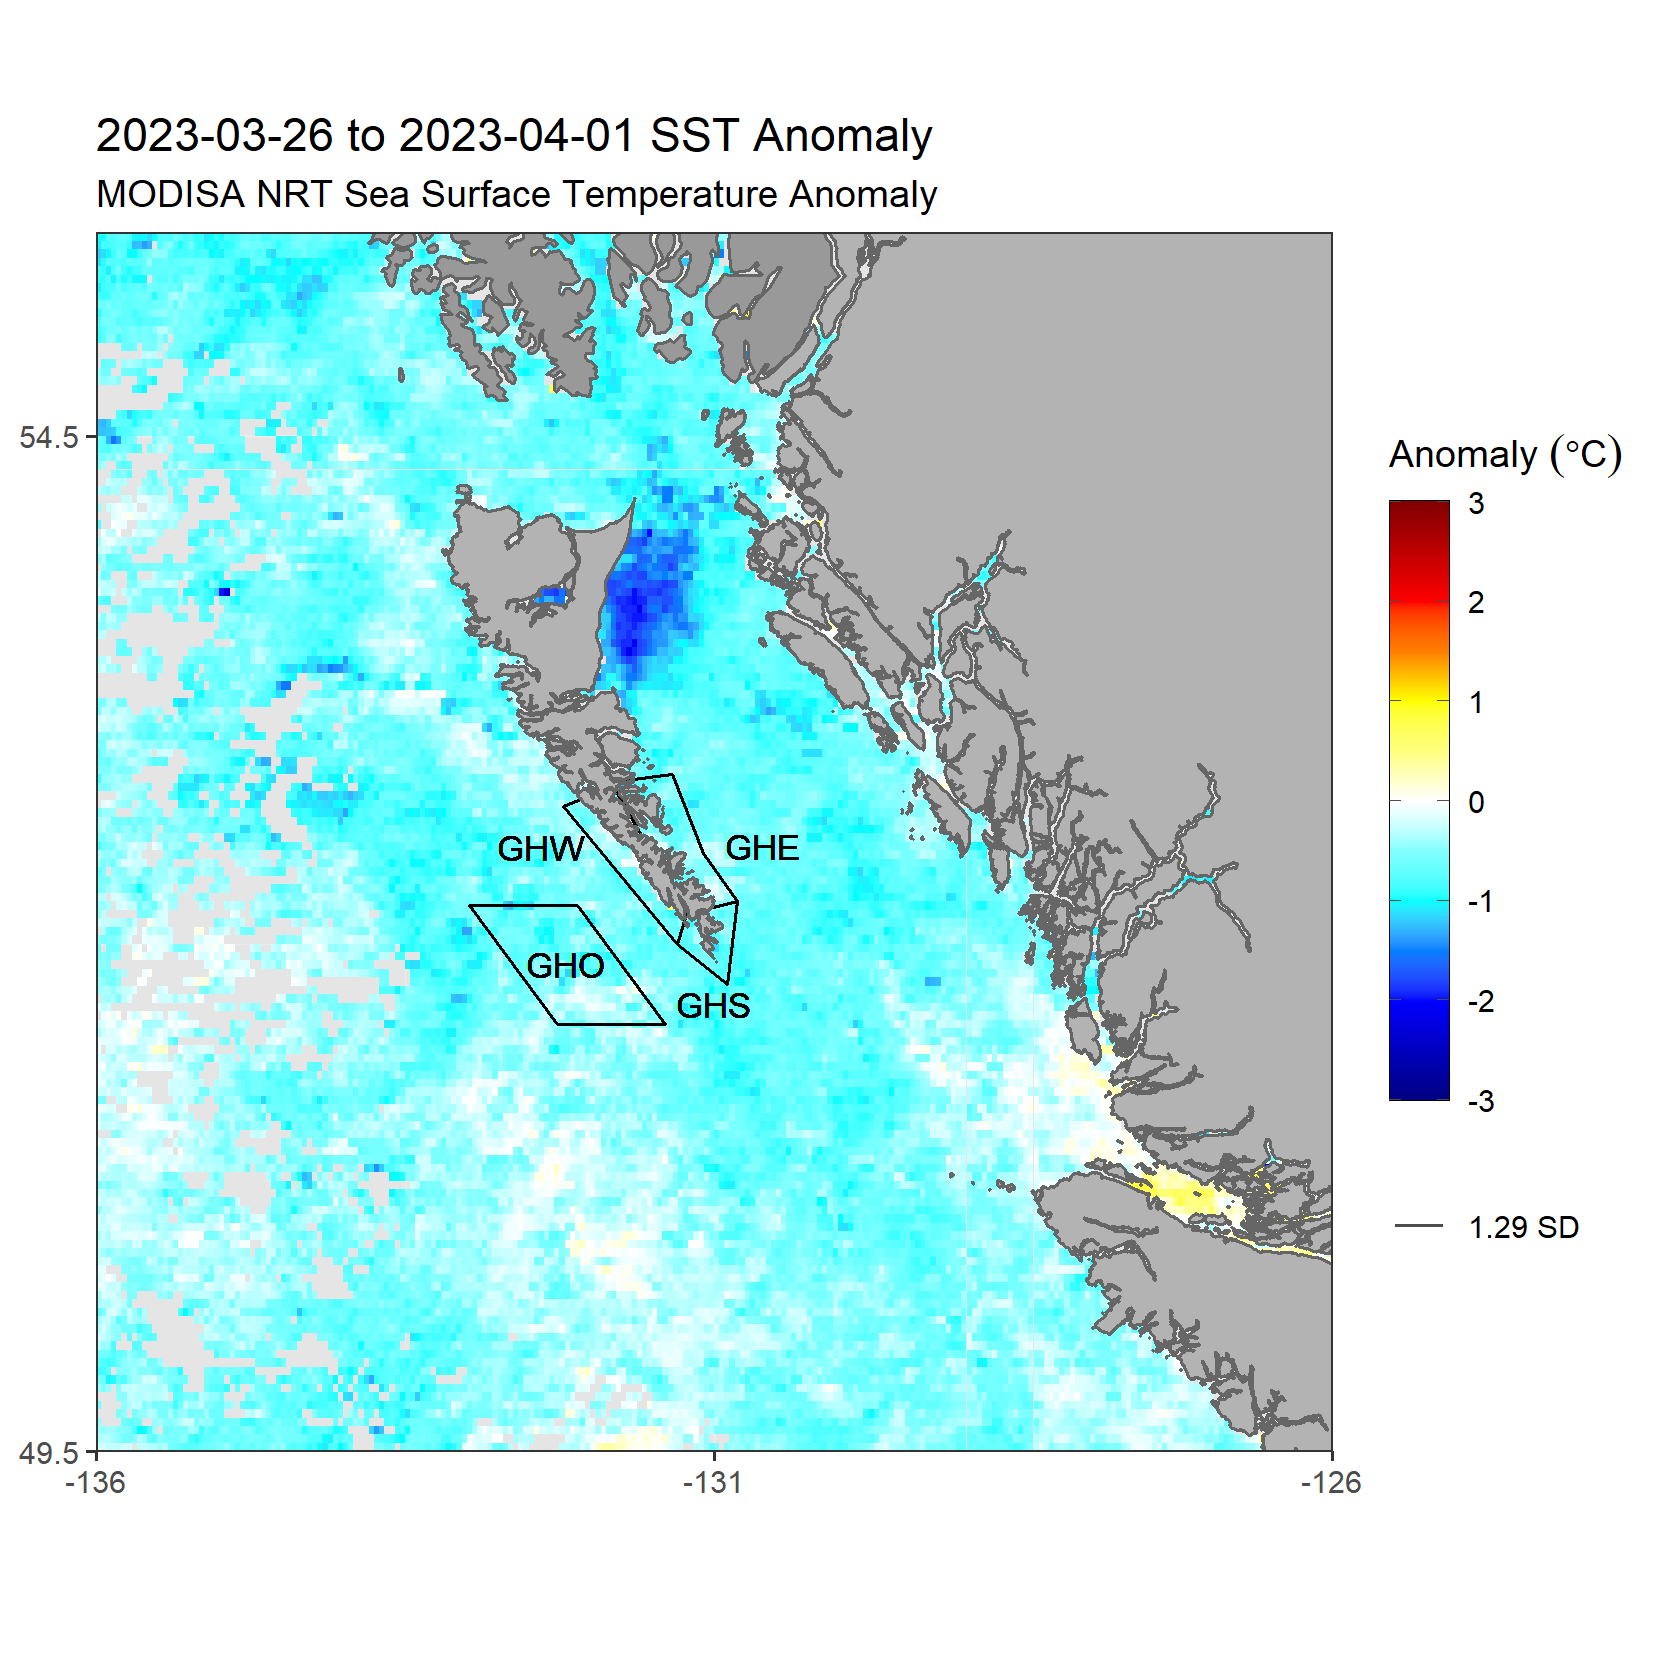 2023-03-26 to 2023-04-01 SST Anomaly
MODISA NRT Sea Surface Temperature Anomaly
54.5
49.5
-136
-131
-126
GHW
GHE
GHO
GHS
Anomaly (°C)
3
2
1
0
-1
-2
-3
1.29 SD